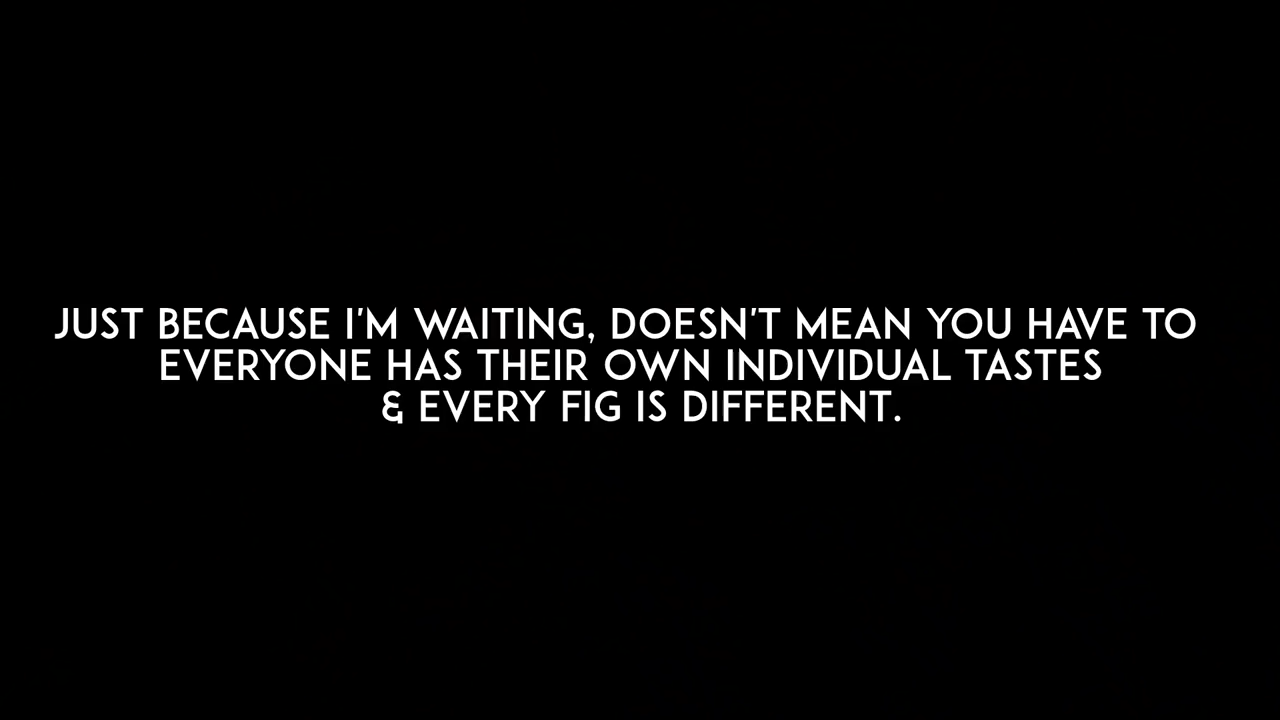 JUST BECAUSE I'M WAITING, DOESN'T MEAN YOU HAVE TO
EVERYONE HAS THEIR OWN INDIVIDUAL TASTES
& EVERY FIG IS DIFFERENT.